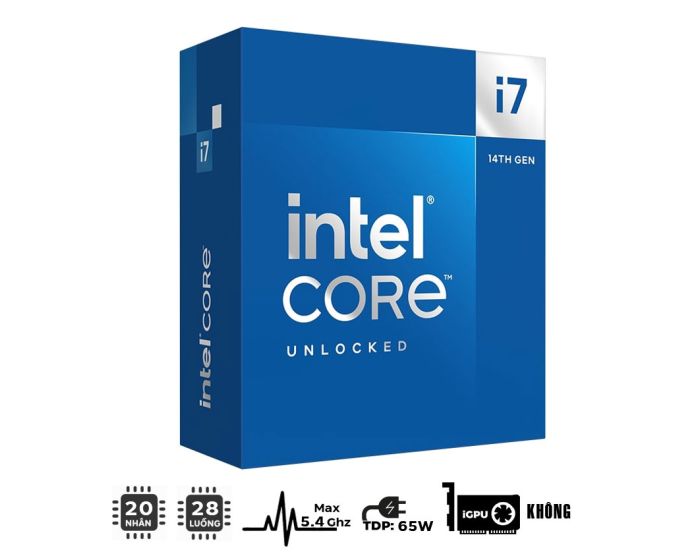 i7
14TH GEN
i7
intel®
CORE™
UNLOCKED
intel CORE
20
NHÂN
28
LUỒNG
Max
5.4 Ghz
TDP: 65W
iGPU
KHÔNG